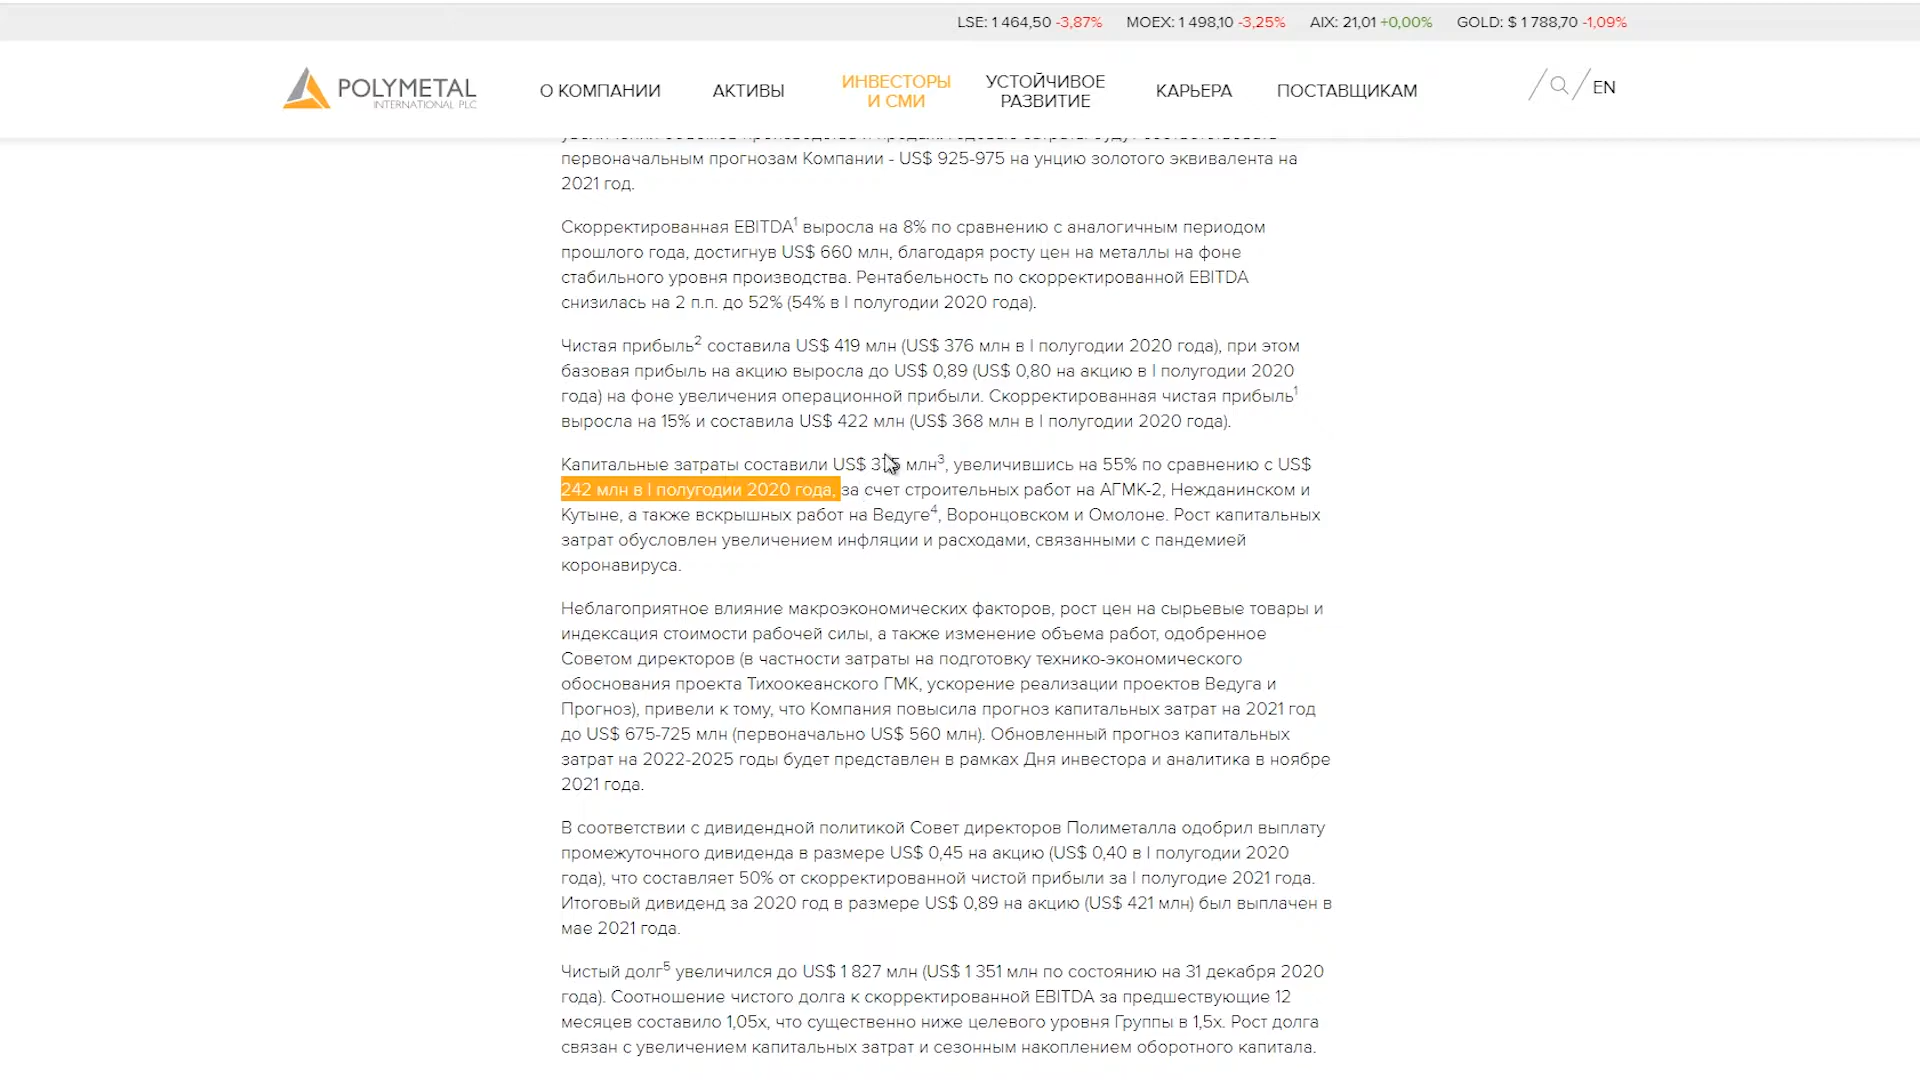 LSE: 1 464,50 -3,87% MOEX: 1 498,10 -3,25% AIX: 21,01 +0,00% GOLD: $ 1 788,70 -1,09%
POLYMETAL
INTERNATIONAL PLC
О КОМПАНИИ
АКТИВЫ
ИНВЕСТОРЫ
И СМИ
УСТОЙЧИВОЕ
РАЗВИТИЕ
КАРЬЕРА
ПОСТАВЩИКАМ
EN
первоначальным прогнозам Компании - US$ 925-975 на унцию золотого эквивалента на
2021 год.
Скорректированная EBITDA1 выросла на 8% по сравнению с аналогичным периодом
прошлого года, достигнув US$ 660 млн, благодаря росту цен на металлы на фоне
стабильного уровня производства. Рентабельность по скорректированной EBITDA
снизилась на 2 п.п. до 52% (54% в I полугодии 2020 года).
Чистая прибыль2 составила US$ 419 млн (US$ 376 млн в I полугодии 2020 года), при этом
базовая прибыль на акцию выросла до US$ 0,89 (US$ 0,80 на акцию в I полугодии 2020
года) на фоне увеличения операционной прибыли. Скорректированная чистая прибыль1
выросла на 15% и составила US$ 422 млн (US$ 368 млн в I полугодии 2020 года).
Капитальные затраты составили US$ млн3, увеличившись на 55% по сравнению с US$
242 млн в I полугодии 2020 года, за счет строительных работ на АГМК-2, Нежданинском и
Кутыне, а также вскрышных работ на Ведуге4, Воронцовском и Омолоне. Рост капитальных
затрат обусловлен увеличением инфляции и расходами, связанными с пандемией
коронавируса.
Неблагоприятное влияние макроэкономических факторов, рост цен на сырьевые товары и
индексация стоимости рабочей силы, а также изменение объема работ, одобренное
Советом директоров (в частности затраты на подготовку технико-экономического
обоснования проекта Тихоокеанского ГМК, ускорение реализации проектов Ведуга и
Прогноз), привели к тому, что Компания повысила прогноз капитальных затрат на 2021 год
до US$ 675-725 млн (первоначально US$ 560 млн). Обновленный прогноз капитальных
затрат на 2022-2025 годы будет представлен в рамках Дня инвестора и аналитика в ноябре
2021 года.
В соответствии с дивидендной политикой Совет директоров Полиметалла одобрил выплату
промежуточного дивиденда в размере US$ 0,45 на акцию (US$ 0,40 в I полугодии 2020
года), что составляет 50% от скорректированной чистой прибыли за I полугодие 2021 года.
Итоговый дивиденд за 2020 год в размере US$ 0,89 на акцию (US$ 421 млн) был выплачен в
мае 2021 года.
Чистый долг5 увеличился до US$ 1 827 млн (US$ 1 351 млн по состоянию на 31 декабря 2020
года). Соотношение чистого долга к скорректированной EBITDA за предшествующие 12
месяцев составило 1,05x, что существенно ниже целевого уровня Группы в 1,5x. Рост долга
связан с увеличением капитальных затрат и сезонным накоплением оборотного капитала.